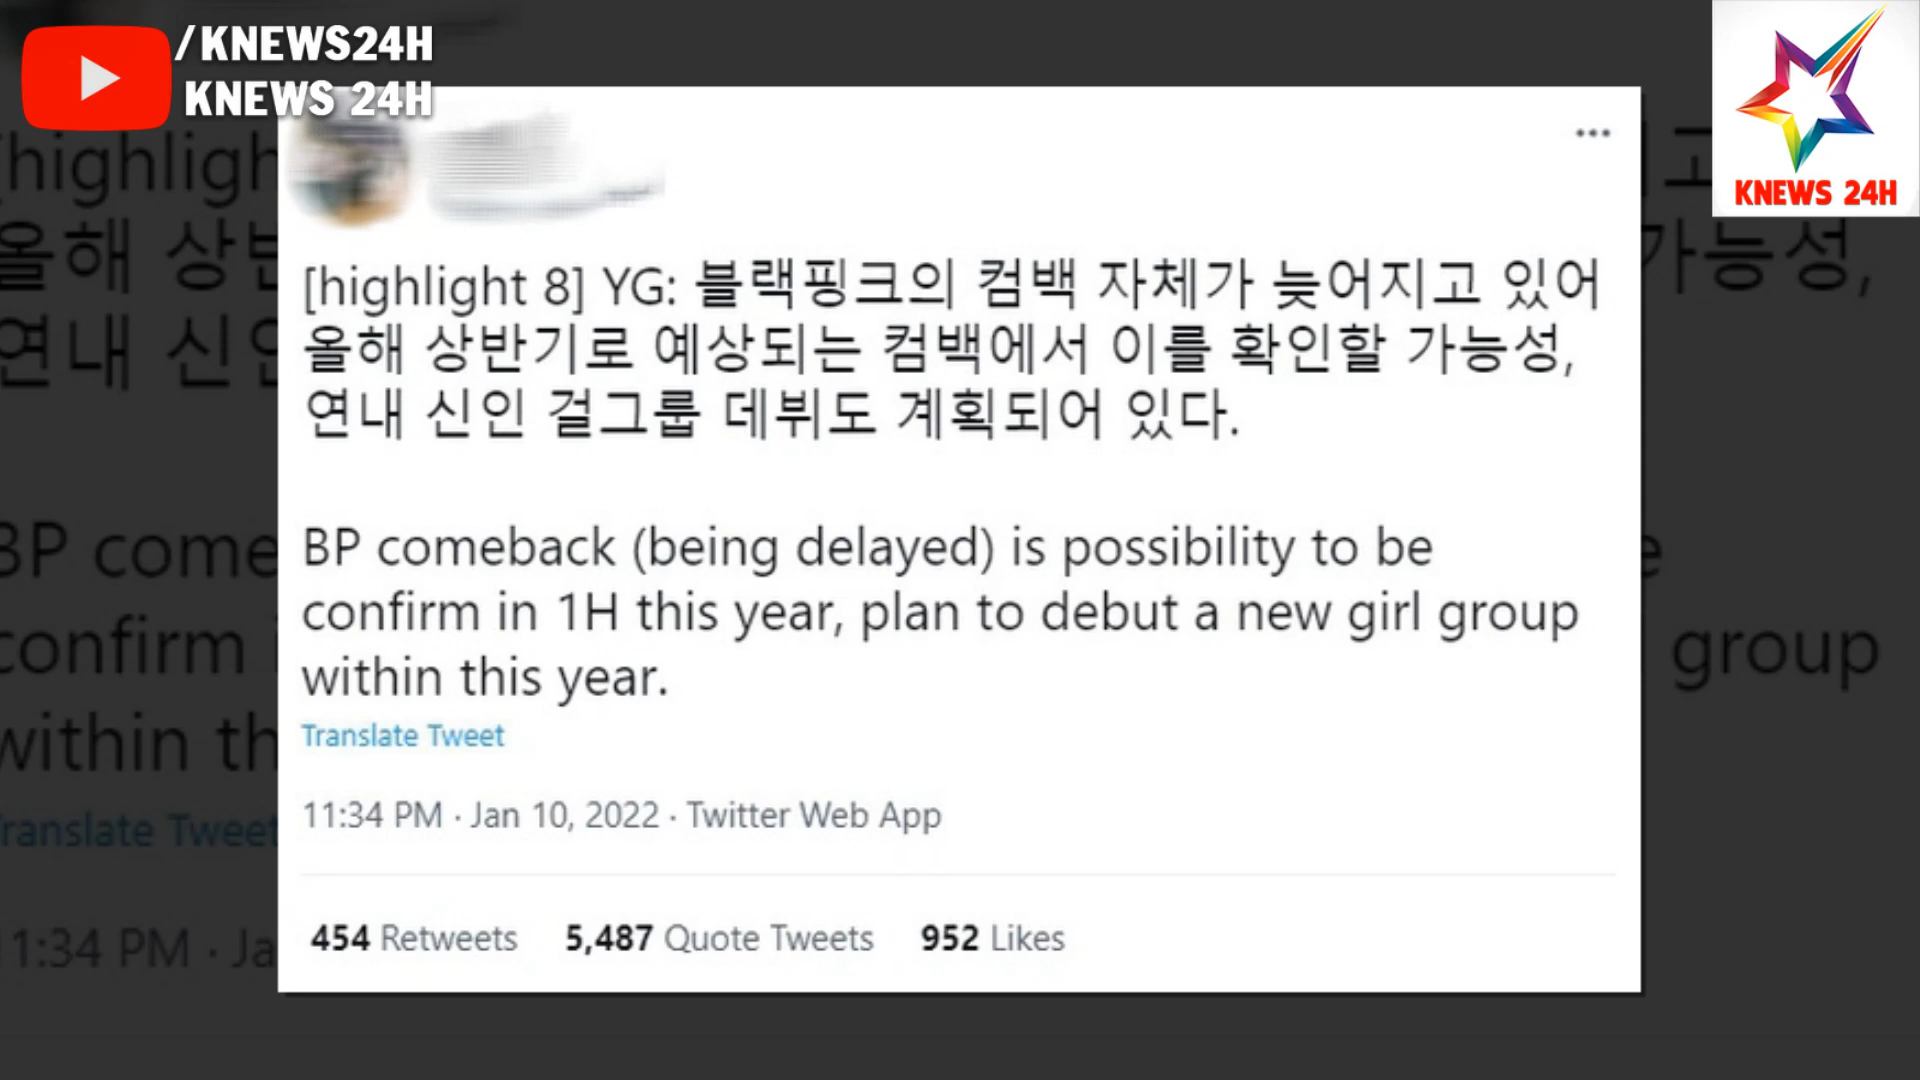 /KNEWS24H
KNEWS 24H
KNEWS 24H
[highlight 8] YG: 블랙핑크의 컴백 자체가 늦어지고 있어
올해 상반기로 예상되는 컴백에서 이를 확인할 가능성,
연내 신인 걸그룹 데뷔도 계획되어 있다.
BP comeback (being delayed) is possibility to be
confirm in 1H this year, plan to debut a new girl group
within this year.
Translate Tweet
11:34 PM · Jan 10, 2022 · Twitter Web App
454 Retweets 5,487 Quote Tweets 952 Likes